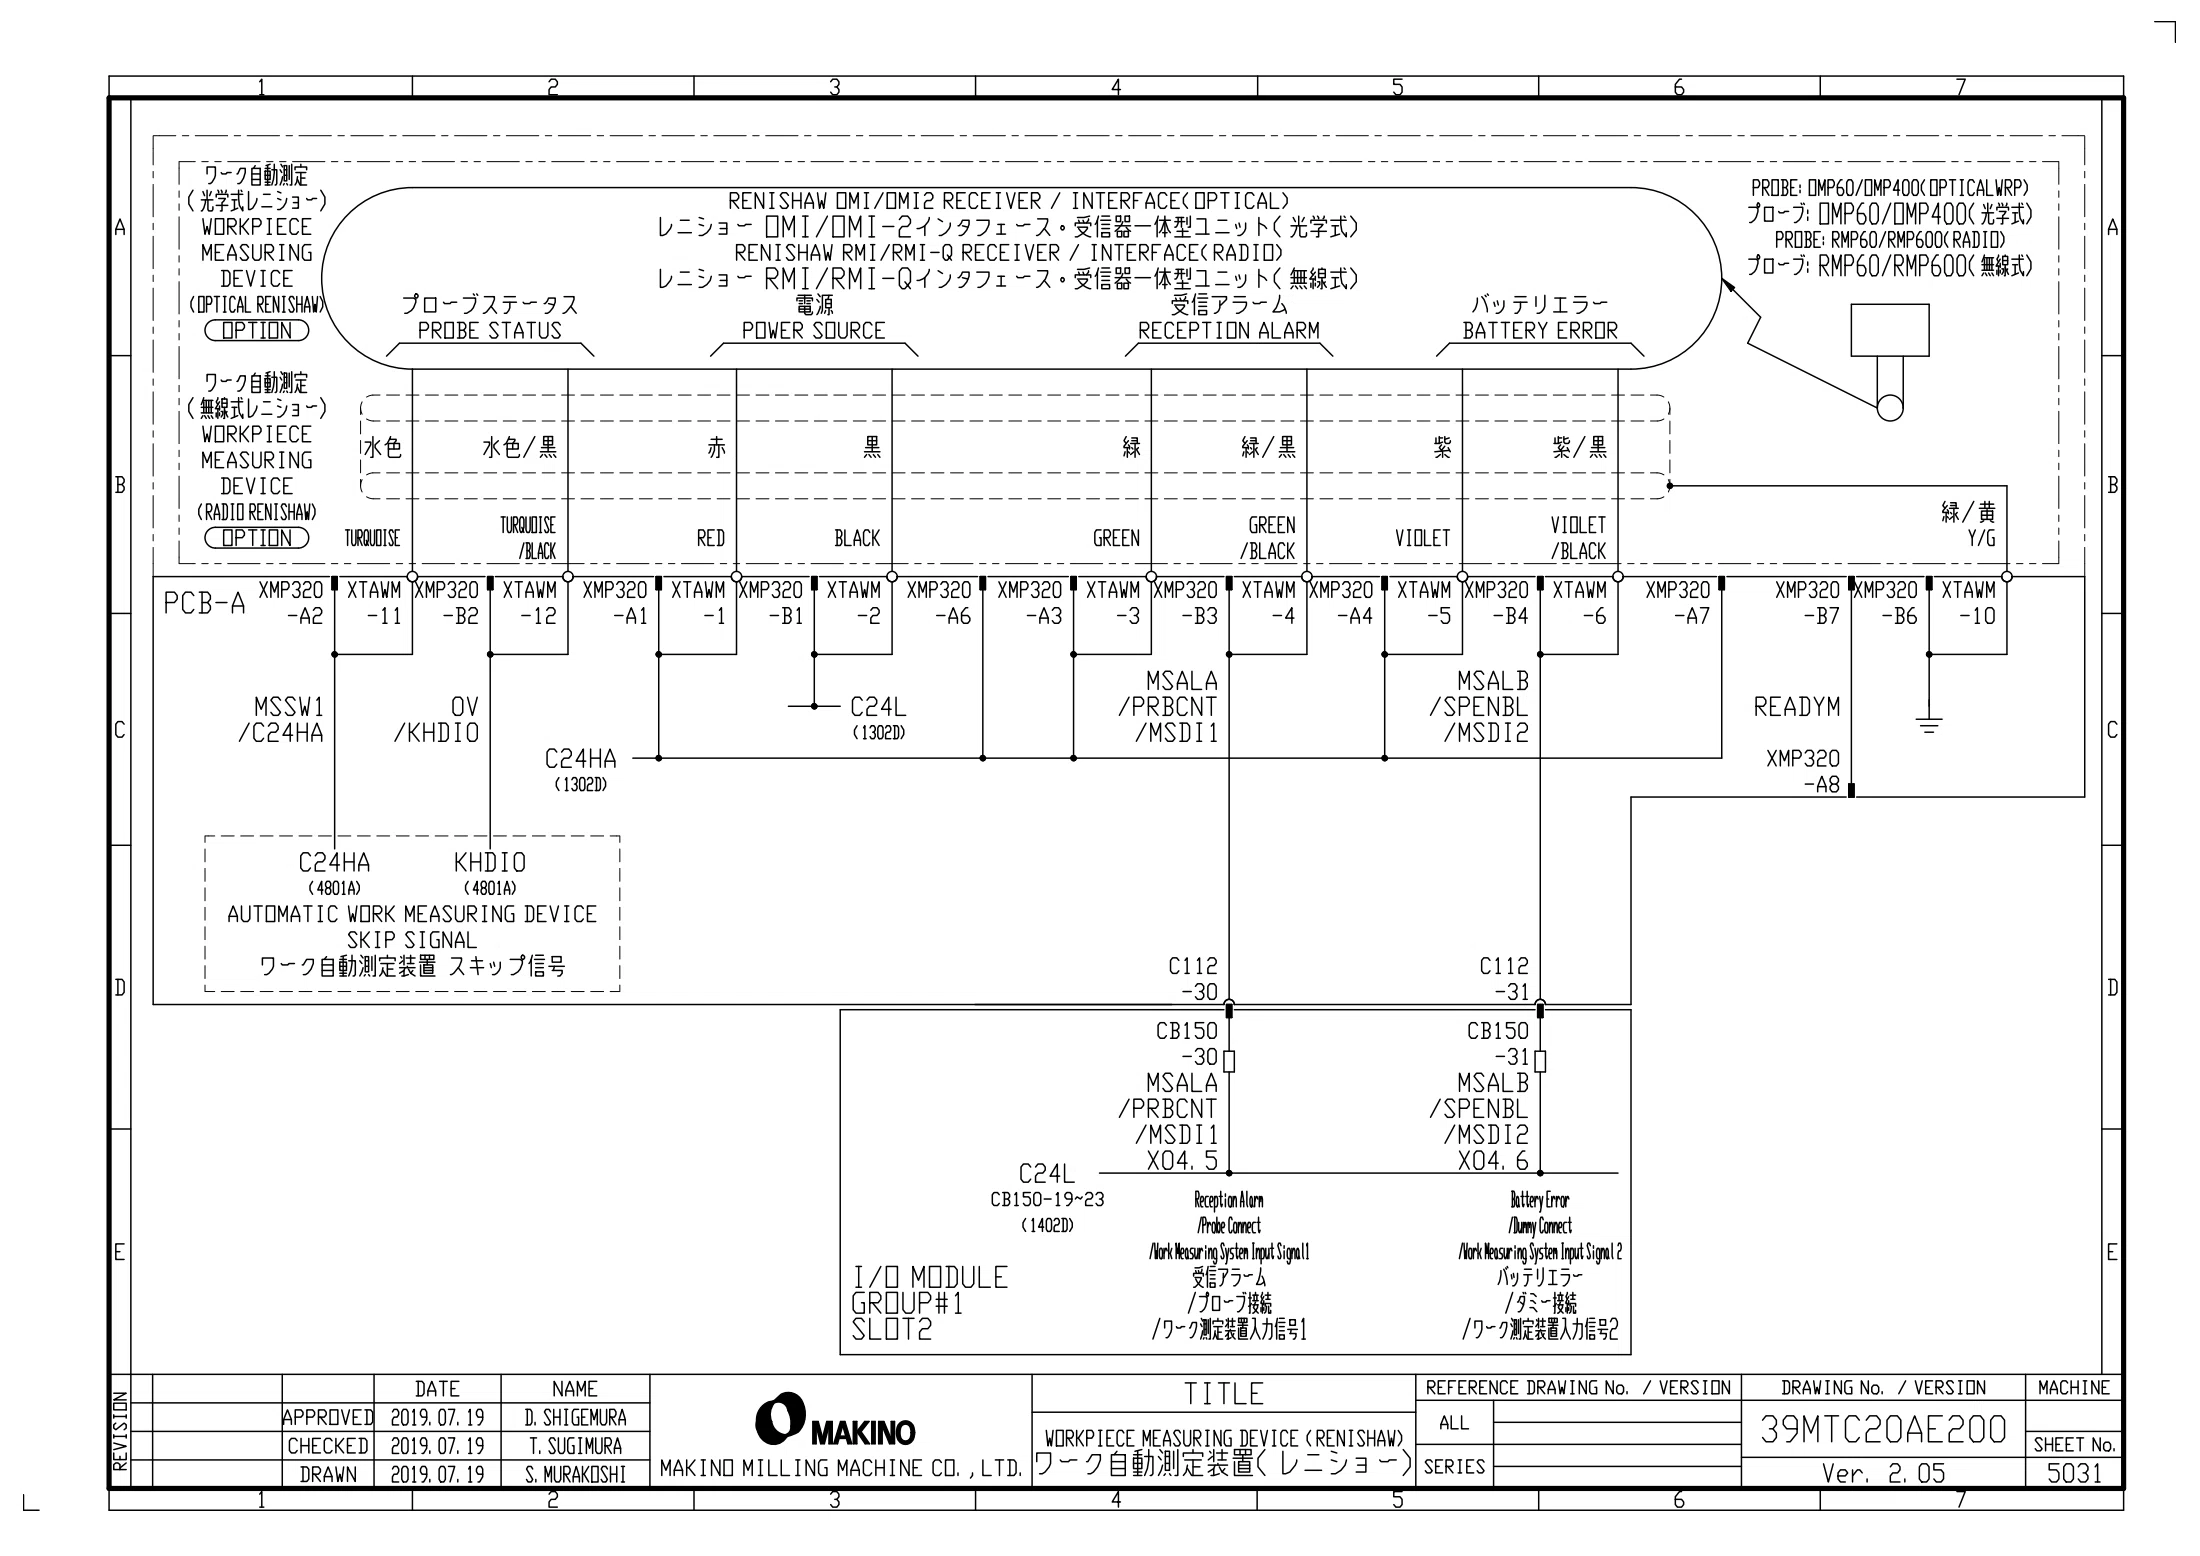 1 2 3 4 5 6 7
A
B
C
D
E
ワーク自動測定
(光学式レニショー)
WORKPIECE
MEASURING
DEVICE
(OPTICAL RENISHAW)
OPTION
RENISHAW OMI/OMI2 RECEIVER / INTERFACE(OPTICAL)
レニショー OMI/OMI-2インタフェース・受信器一体型ユニット(光学式)
RENISHAW RMI/RMI-Q RECEIVER / INTERFACE(RADIO)
レニショー RMI/RMI-Qインタフェース・受信器一体型ユニット(無線式)
プローブステータス
PROBE STATUS
電源
POWER SOURCE
受信アラーム
RECEPTION ALARM
バッテリエラー
BATTERY ERROR
PROBE: OMP60/OMP400(OPTICALWRP)
プローブ: OMP60/OMP400(光学式)
PROBE: RMP60/RMP600(RADIO)
プローブ: RMP60/RMP600(無線式)
ワーク自動測定
(無線式レニショー)
WORKPIECE
MEASURING
DEVICE
(RADIO RENISHAW)
OPTION
水色 水色/黒 赤 黒 緑 緑/黒 紫 紫/黒
緑/黄
Y/G
TURQUOISE
TURQUOISE
/BLACK
RED
BLACK
GREEN
GREEN
/BLACK
VIOLET
VIOLET
/BLACK
PCB-A
XMP320
-A2
XTAWM
-11
XMP320
-B2
XTAWM
-12
XMP320
-A1
XTAWM
-1
XMP320
-B1
XTAWM
-2
XMP320
-A6
XMP320
-A3
XTAWM
-3
XMP320
-B3
XTAWM
-4
XMP320
-A4
XTAWM
-5
XMP320
-B4
XTAWM
-6
XMP320
-A7
XMP320
-B7
XMP320
-B6
XTAWM
-10
MSSW1
/C24HA
0V
/KHDI0
C24L
(1302D)
C24HA
(1302D)
MSALA
/PRBCNT
/MSDI1
MSALB
/SPENBL
/MSDI2
READYM
XMP320
-A8
C24HA
(4801A)
KHDI0
(4801A)
AUTOMATIC WORK MEASURING DEVICE
SKIP SIGNAL
ワーク自動測定装置 スキップ信号
C112
-30
C112
-31
CB150
-30
MSALA
/PRBCNT
/MSDI1
X04.5
CB150
-31
MSALB
/SPENBL
/MSDI2
X04.6
C24L
CB150-19~23
(1402D)
Reception Alarm
/Probe Connect
/Work Measuring System Input Signal1
受信アラーム
/プローブ接続
/ワーク測定装置入力信号1
Battery Error
/Dummy Connect
/Work Measuring System Input Signal 2
バッテリエラー
/ダミー接続
/ワーク測定装置入力信号2
I/O MODULE
GROUP#1
SLOT2
A
B
C
D
E
REVISION
DATE NAME
APPROVED 2019.07.19 D. SHIGEMURA
CHECKED 2019.07.19 T. SUGIMURA
DRAWN 2019.07.19 S. MURAKOSHI
MAKINO
MAKINO MILLING MACHINE CO.,LTD.
TITLE
WORKPIECE MEASURING DEVICE (RENISHAW)
ワーク自動測定装置(レニショー)
REFERENCE DRAWING No. / VERSION
ALL
SERIES
DRAWING No. / VERSION
39MTC20AE200
Ver. 2.05
MACHINE
SHEET No.
5031
1 2 3 4 5 6 7